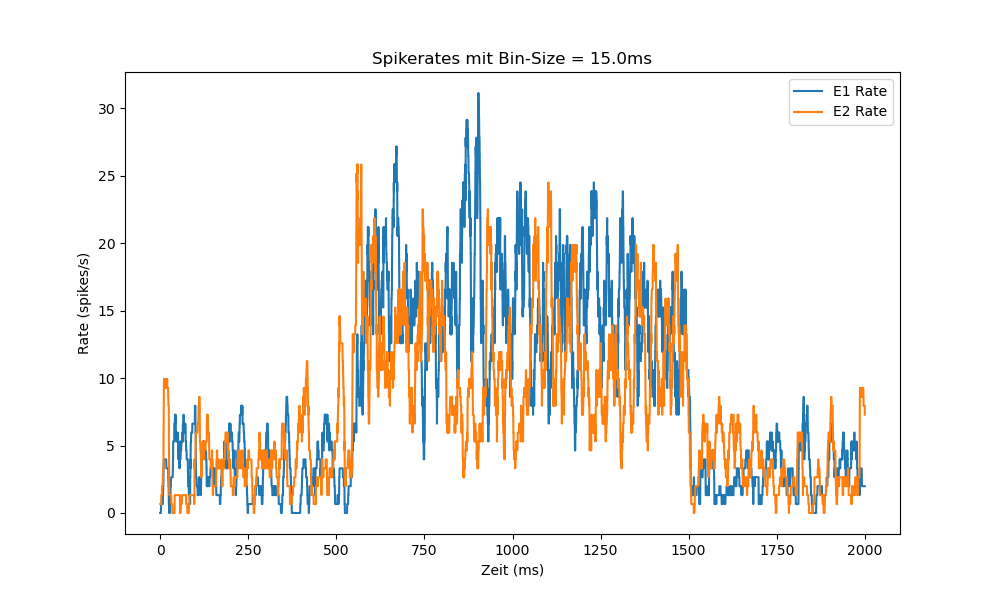 Spikerates mit Bin-Size = 15.0ms
E1 Rate
E2 Rate
Rate (spikes/s)
30
25
20
15
10
5
0
0 250 500 750 1000 1250 1500 1750 2000
Zeit (ms)